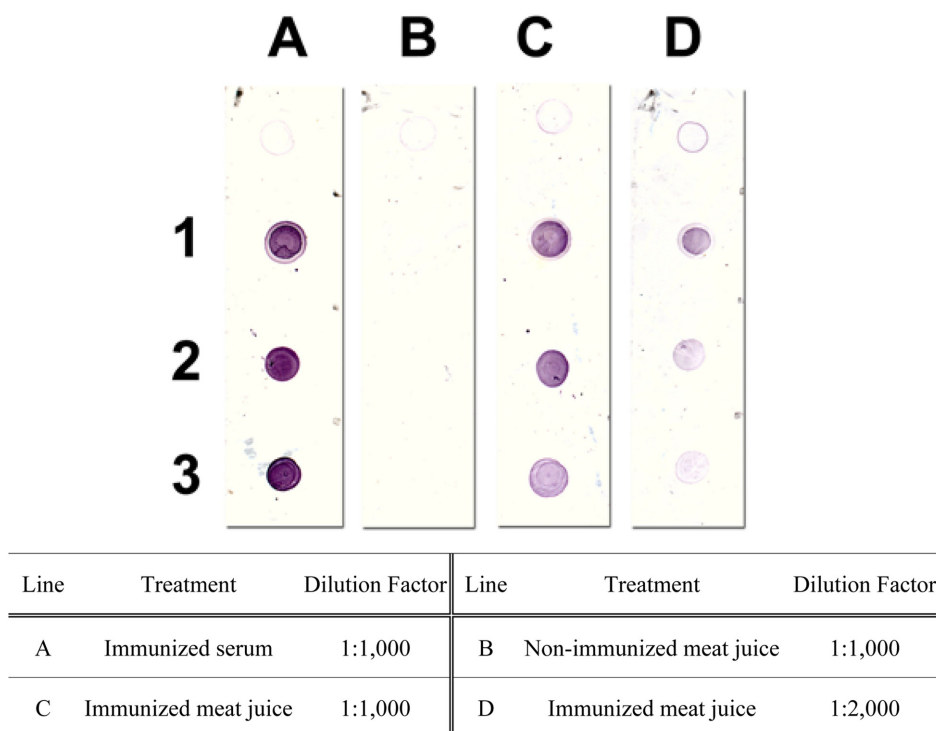 A B C D
1
2
3
Line Treatment Dilution Factor Line Treatment Dilution Factor
A Immunized serum 1:1,000 B Non-immunized meat juice 1:1,000
C Immunized meat juice 1:1,000 D Immunized meat juice 1:2,000